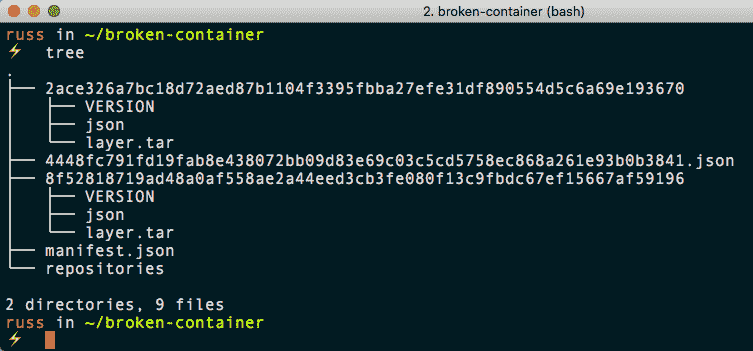 2. broken-container (bash)
russ in ~/broken-container
⚡ tree
.
├── 2ace326a7bc18d72aed87b1104f3395fbba27efe31df890554d5c6a69e193670
│   ├── VERSION
│   ├── json
│   └── layer.tar
├── 4448fc791fd19fab8e438072bb09d83e69c03c5cd5758ec868a261e93b0b3841.json
├── 8f52818719ad48a0af558ae2a44eed3cb3fe080f13c9fbdc67ef15667af59196
│   ├── VERSION
│   ├── json
│   └── layer.tar
├── manifest.json
└── repositories
2 directories, 9 files
russ in ~/broken-container
⚡